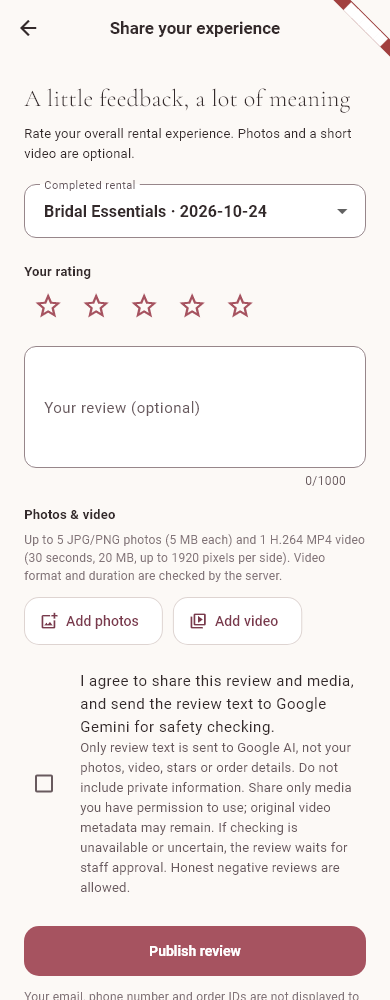 Share your experience
A little feedback, a lot of meaning
Rate your overall rental experience. Photos and a short
video are optional.
Completed rental
Bridal Essentials · 2026-10-24
Your rating
Your review (optional)
0/1000
Photos & video
Up to 5 JPG/PNG photos (5 MB each) and 1 H.264 MP4 video
(30 seconds, 20 MB, up to 1920 pixels per side). Video
format and duration are checked by the server.
Add photos
Add video
I agree to share this review and media,
and send the review text to Google
Gemini for safety checking.
Only review text is sent to Google AI, not your
photos, video, stars or order details. Do not
include private information. Share only media
you have permission to use; original video
metadata may remain. If checking is
unavailable or uncertain, the review waits for
staff approval. Honest negative reviews are
allowed.
Publish review
Your email, phone number and order IDs are not displayed to